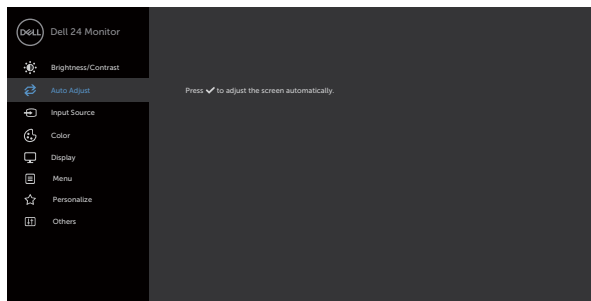 DELL Dell 24 Monitor
Brightness/Contrast
Auto Adjust
Press ✓ to adjust the screen automatically.
Input Source
Color
Display
Menu
Personalize
Others